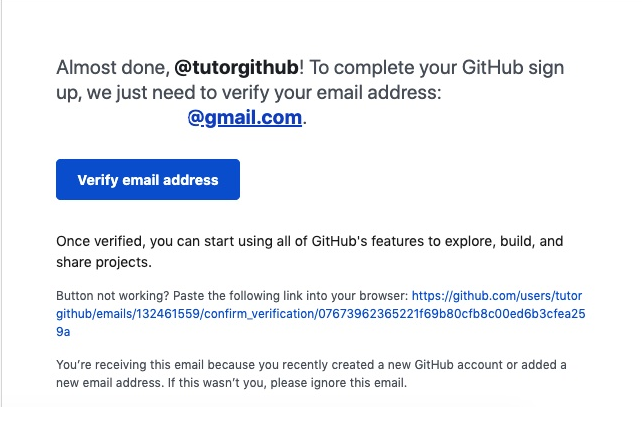 Almost done, @tutorgithub! To complete your GitHub sign
up, we just need to verify your email address:
@gmail.com.
Verify email address
Once verified, you can start using all of GitHub's features to explore, build, and
share projects.
Button not working? Paste the following link into your browser: https://github.com/users/tutor
github/emails/132461559/confirm_verification/07673962365221f69b80cfb8c00ed6b3cfea25
9a
You’re receiving this email because you recently created a new GitHub account or added a
new email address. If this wasn’t you, please ignore this email.